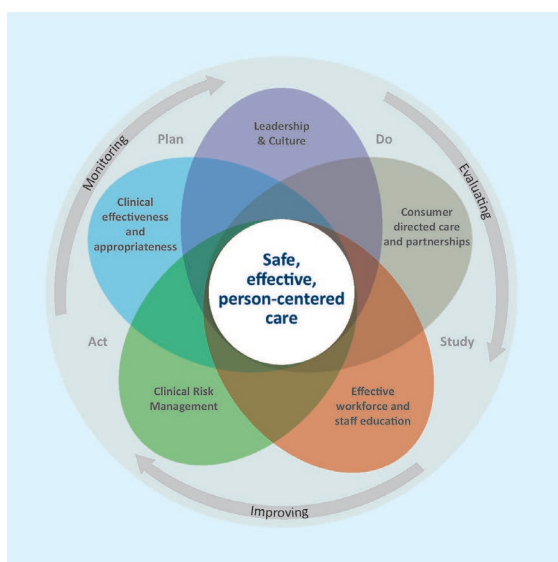 Leadership
& Culture
Plan
Do
Monitoring
Evaluating
Clinical
effectiveness
and
appropriateness
Consumer
directed care
and partnerships
Safe,
effective,
person-centered
care
Act
Study
Clinical Risk
Management
Effective
workforce and
staff education
Improving